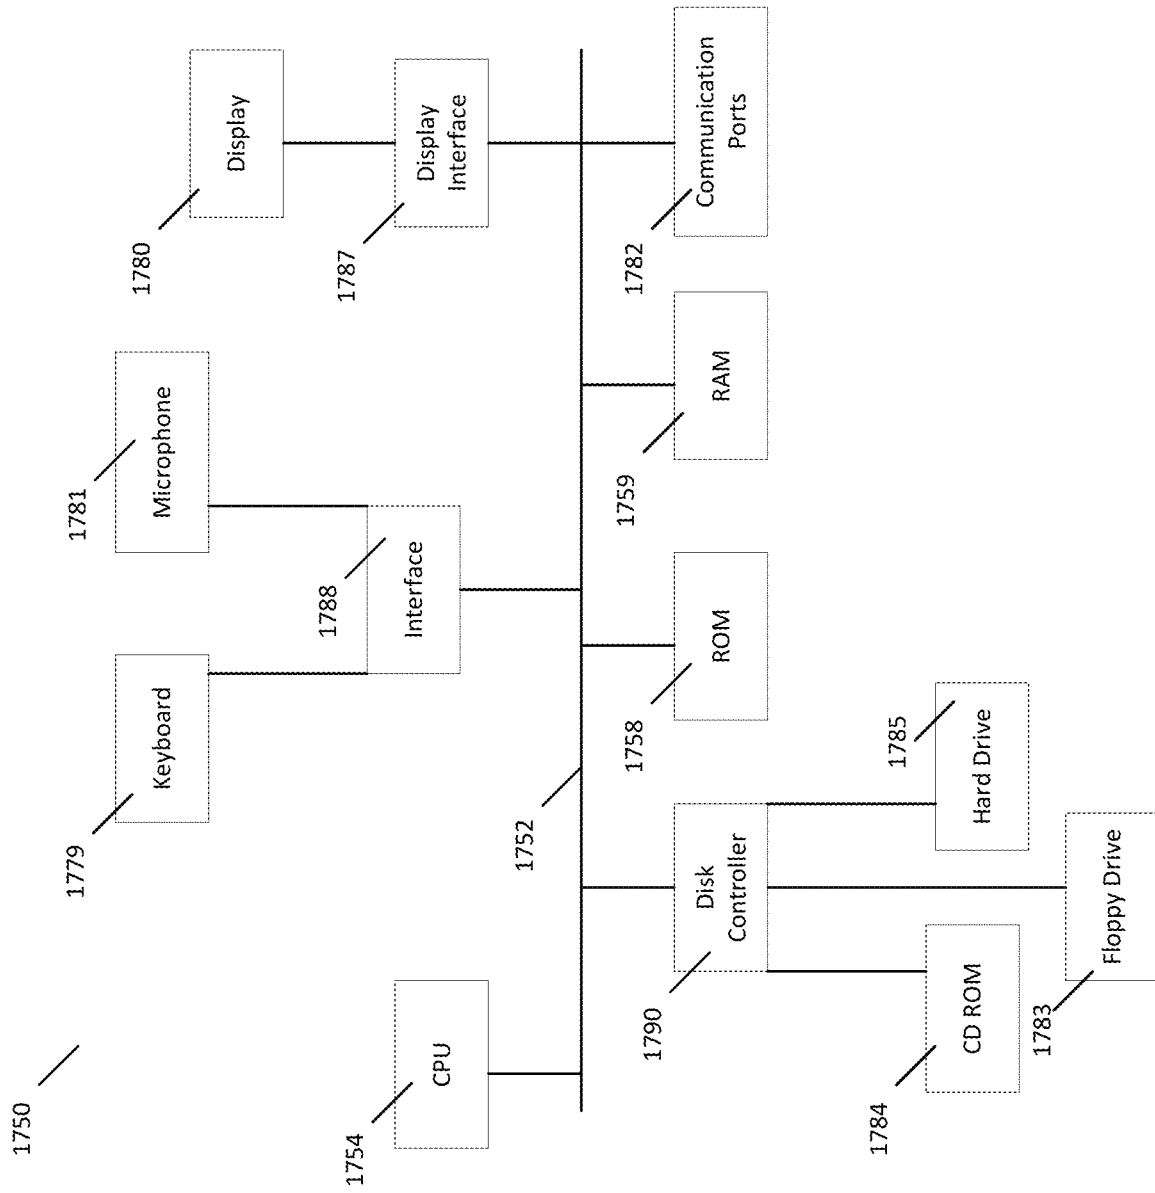 1750
1779
Keyboard
1781
Microphone
1780
Display
1754
CPU
1788
Interface
1787
Display
Interface
1752
1790
Disk
Controller
1758
ROM
1759
RAM
1782
Communication
Ports
1784
CD ROM
1783
Floppy Drive
1785
Hard Drive